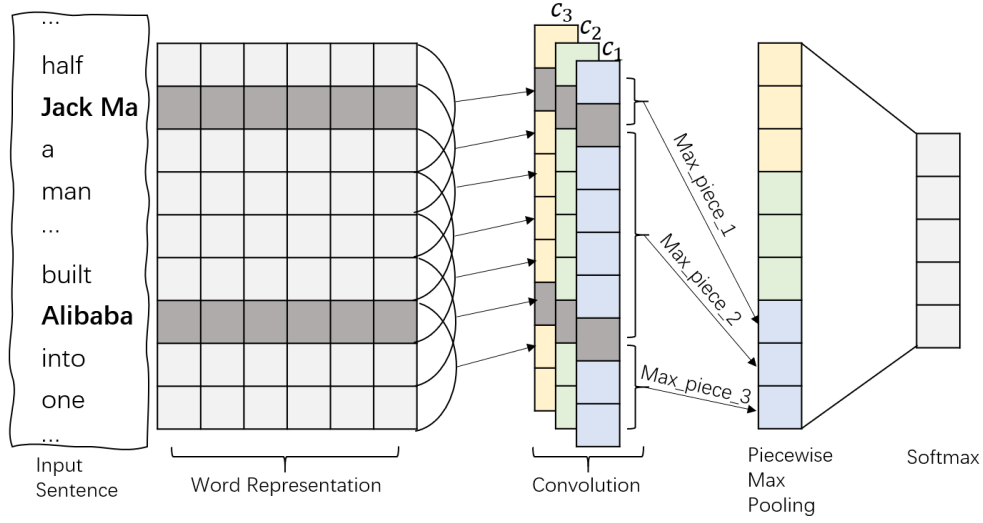 ...
half
Jack Ma
a
man
...
built
Alibaba
into
one
...
Input
Sentence
Word Representation
c3
c2
c1
Convolution
Max_piece_1
Max_piece_2
Max_piece_3
Piecewise
Max
Pooling
Softmax